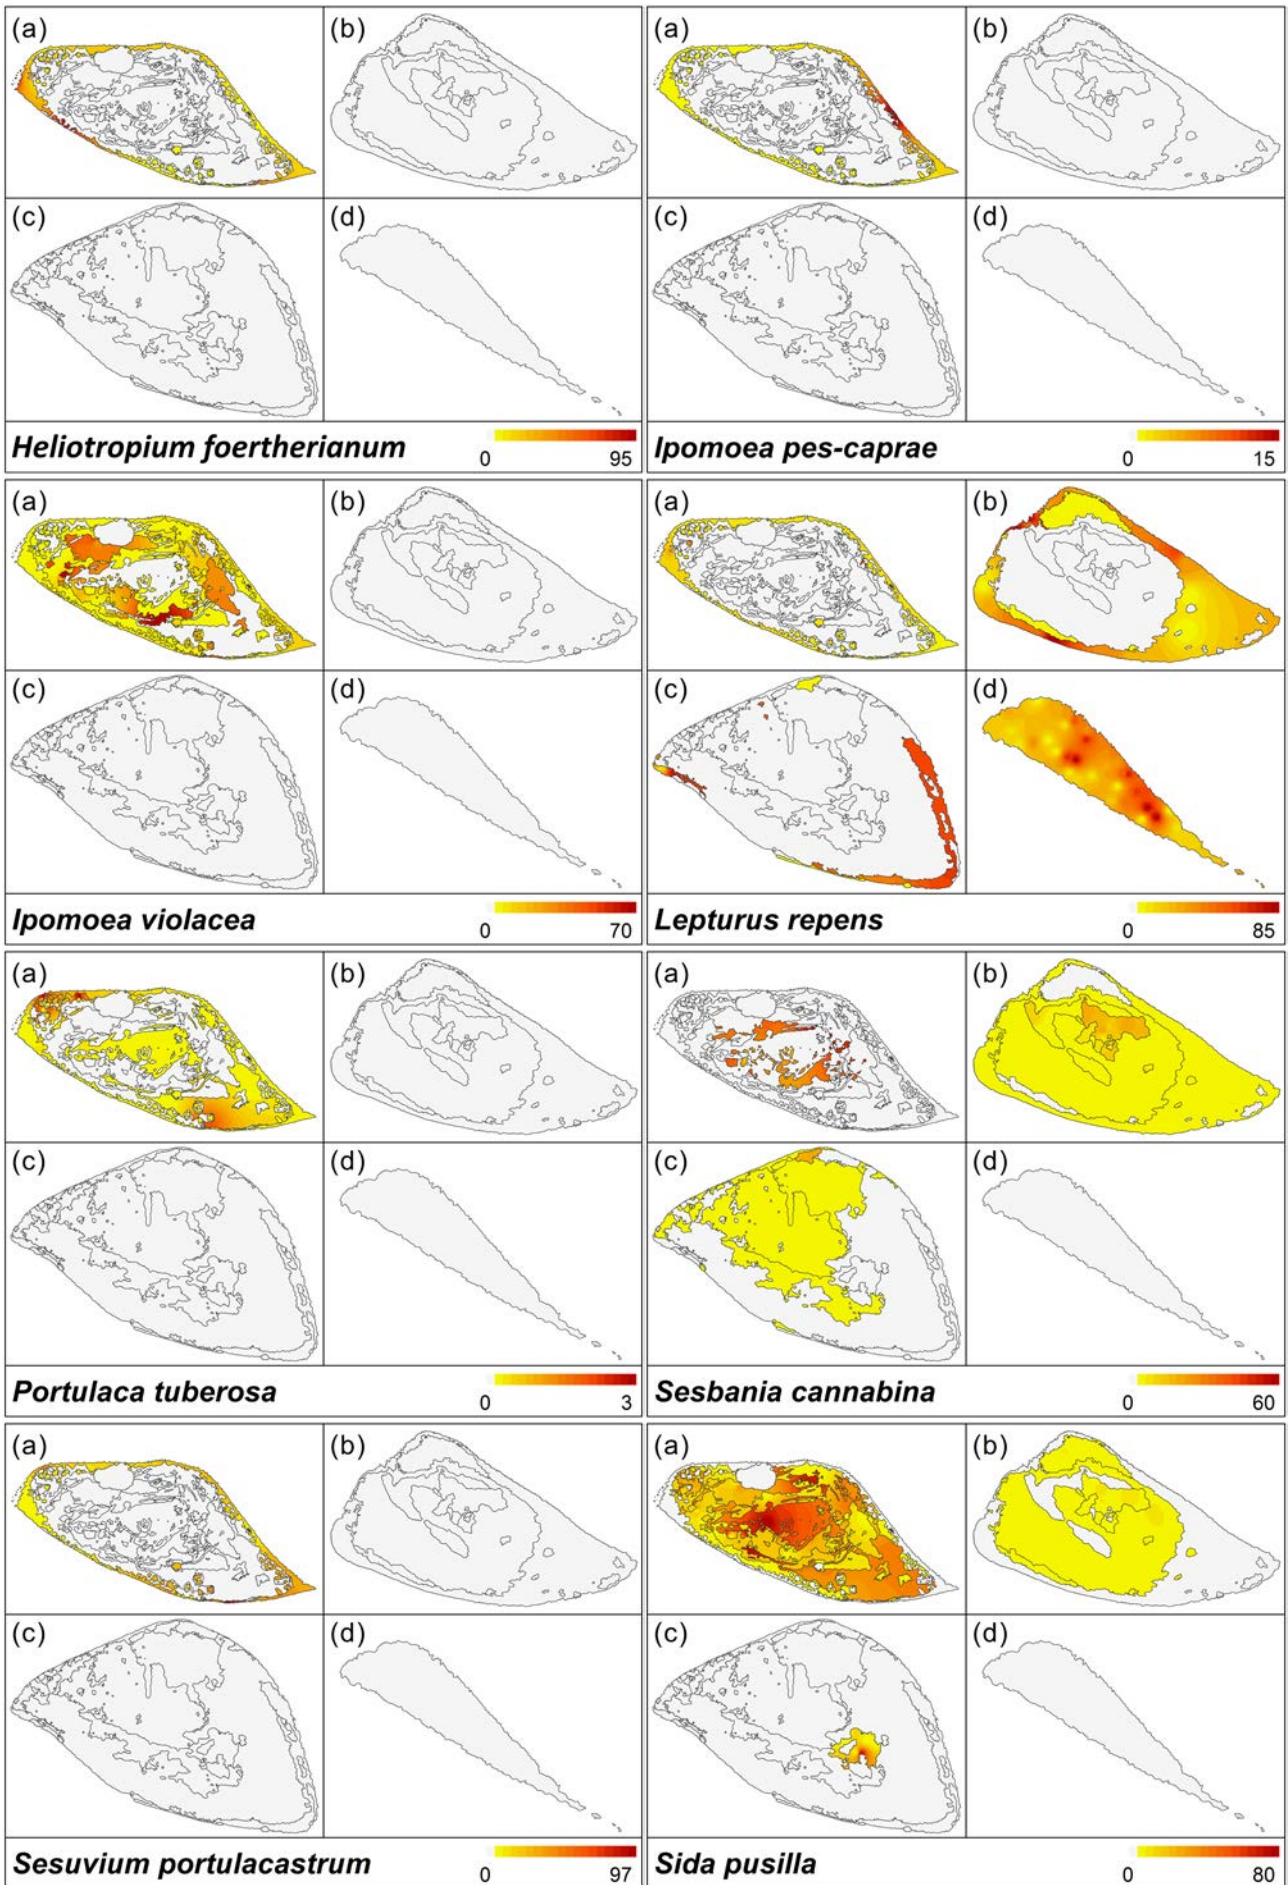 (a) (b) (a) (b)
(c) (d) (c) (d)
Heliotropium foertherianum 0 95 Ipomoea pes-caprae 0 15
(a) (b) (a) (b)
(c) (d) (c) (d)
Ipomoea violacea 0 70 Lepturus repens 0 85
(a) (b) (a) (b)
(c) (d) (c) (d)
Portulaca tuberosa 0 3 Sesbania cannabina 0 60
(a) (b) (a) (b)
(c) (d) (c) (d)
Sesuvium portulacastrum 0 97 Sida pusilla 0 80